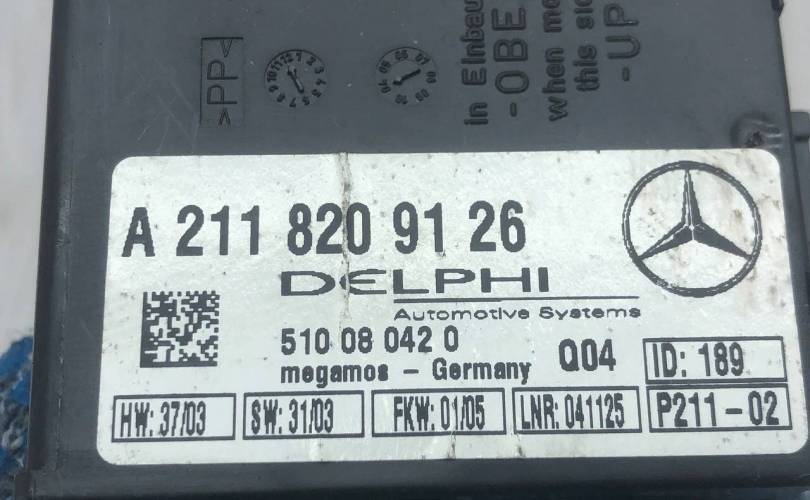 >PP<
in Einbau
-OBE
when mo
this sid
-UP
A 211 820 91 26
DELPHI
Automotive Systems
510 08 042 0
megamos - Germany
Q04
ID: 189
HW: 37/03
SW: 31/03
FKW: 01/05
LNR: 041125
P211-02